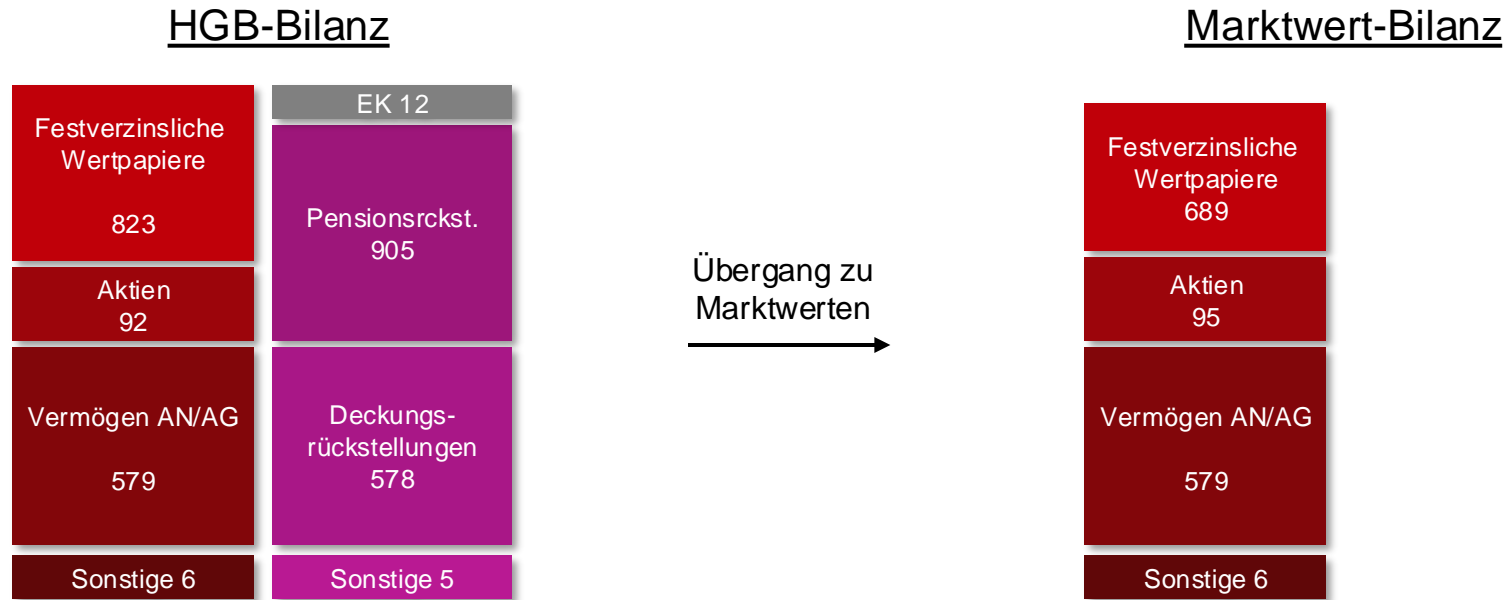 HGB-Bilanz
Marktwert-Bilanz
Festverzinsliche
Wertpapiere
823
Aktien
92
Vermögen AN/AG
579
Sonstige 6
EK 12
Pensionsrckst.
905
Deckungs-
rückstellungen
578
Sonstige 5
Übergang zu
Marktwerten
Festverzinsliche
Wertpapiere
689
Aktien
95
Vermögen AN/AG
579
Sonstige 6